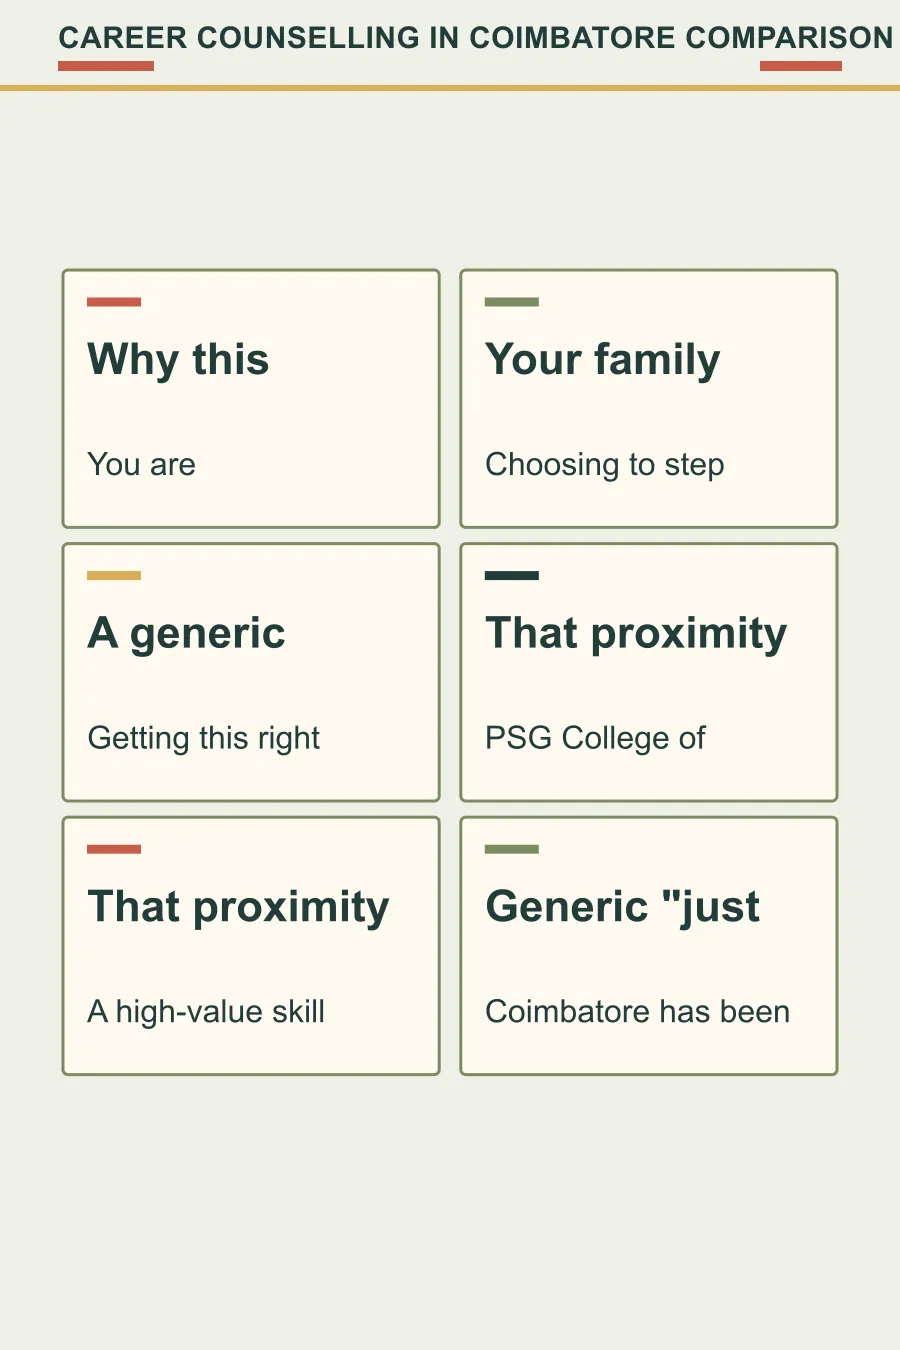 CAREER COUNSELLING IN COIMBATORE COMPARISON
Why this
You are
Your family
Choosing to step
A generic
Getting this right
That proximity
PSG College of
That proximity
A high-value skill
Generic "just
Coimbatore has been